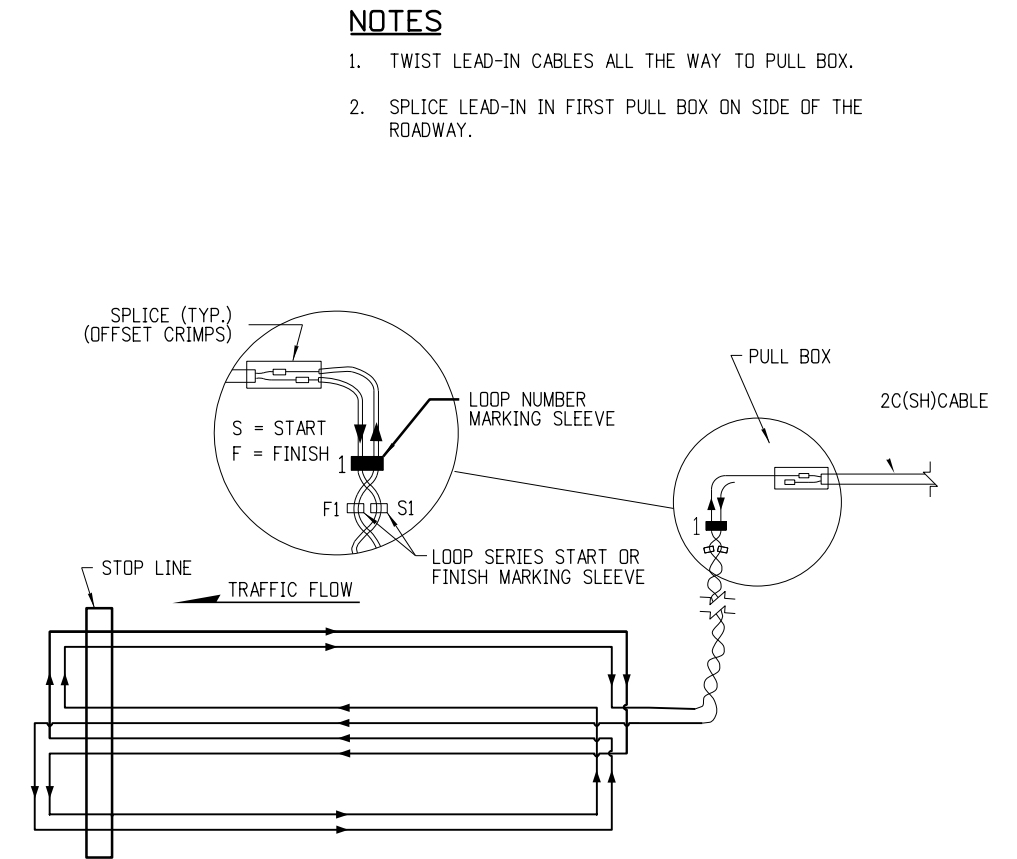 NOTES
1. TWIST LEAD-IN CABLES ALL THE WAY TO PULL BOX.
2. SPLICE LEAD-IN IN FIRST PULL BOX ON SIDE OF THE
ROADWAY.
SPLICE (TYP.)
(OFFSET CRIMPS)
PULL BOX
LOOP NUMBER
MARKING SLEEVE
2C(SH)CABLE
S = START
F = FINISH
1
F1
S1
1
LOOP SERIES START OR
FINISH MARKING SLEEVE
STOP LINE
TRAFFIC FLOW